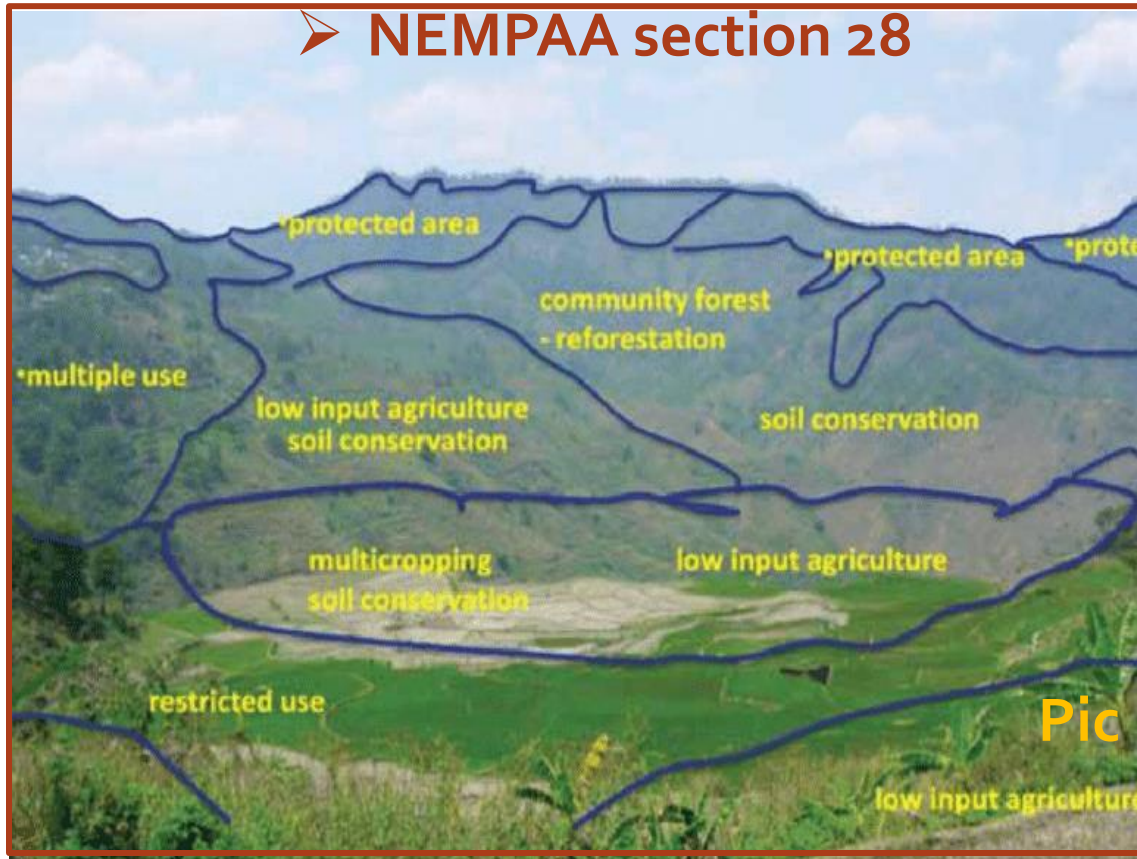 ➢ NEMPAA section 28
•protected area
•protected area
•prote
community forest
- reforestation
•multiple use
low input agriculture
soil conservation
soil conservation
multicropping
soil conservation
low input agriculture
restricted use
Pic
low input agriculture